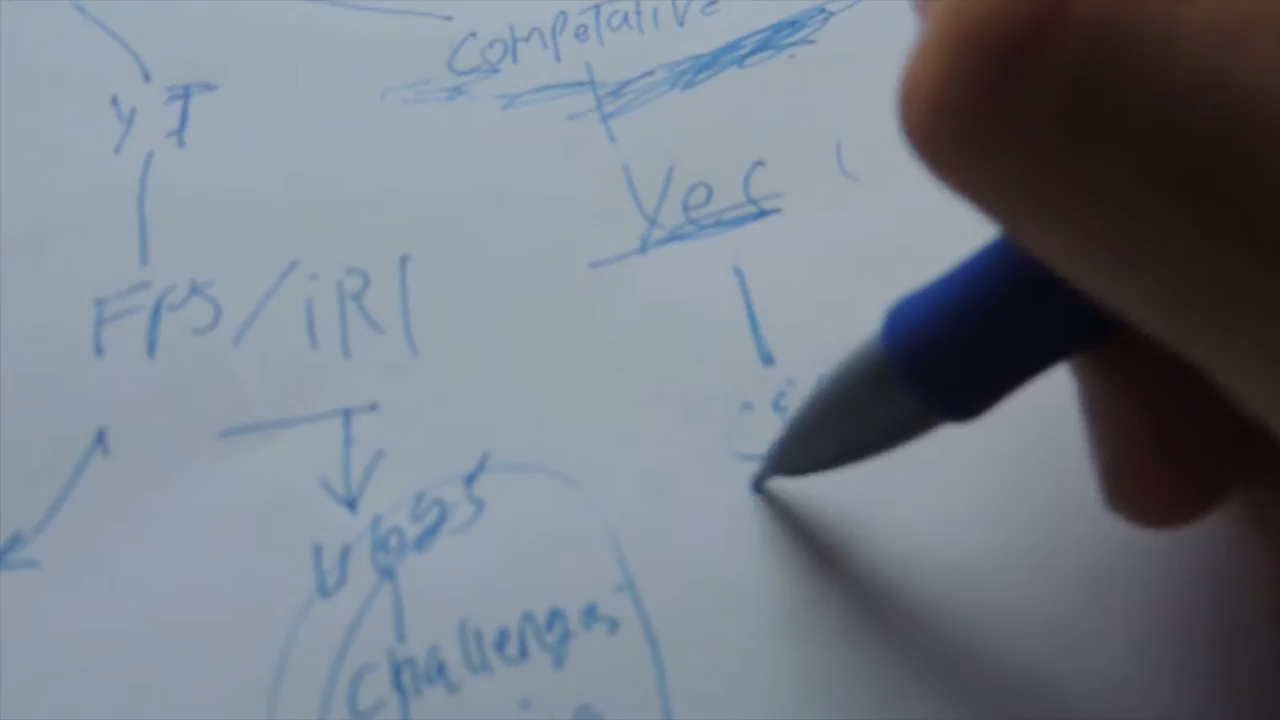 Competative
YT
Yes
FPS/iRl
Vlogs
Challenges